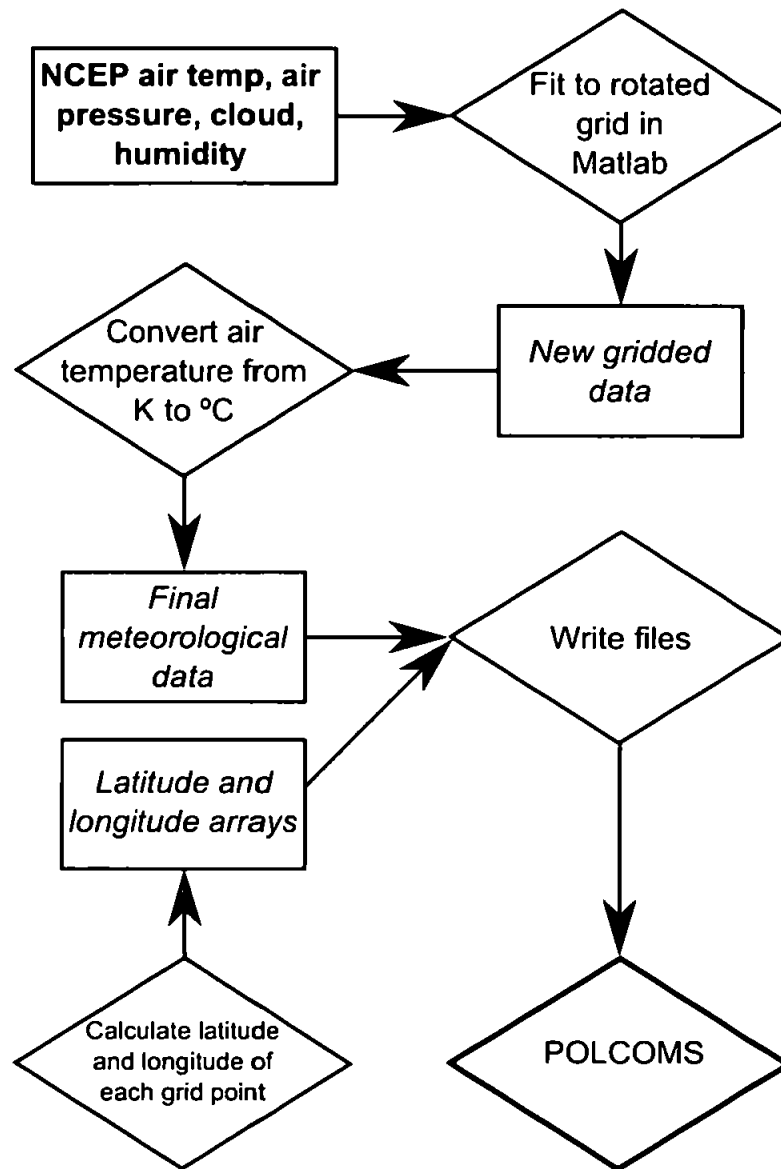 NCEP air temp, air
pressure, cloud,
humidity
Fit to rotated
grid in
Matlab
New gridded
data
Convert air
temperature from
K to ºC
Final
meteorological
data
Write files
Latitude and
longitude arrays
Calculate latitude
and longitude of
each grid point
POLCOMS